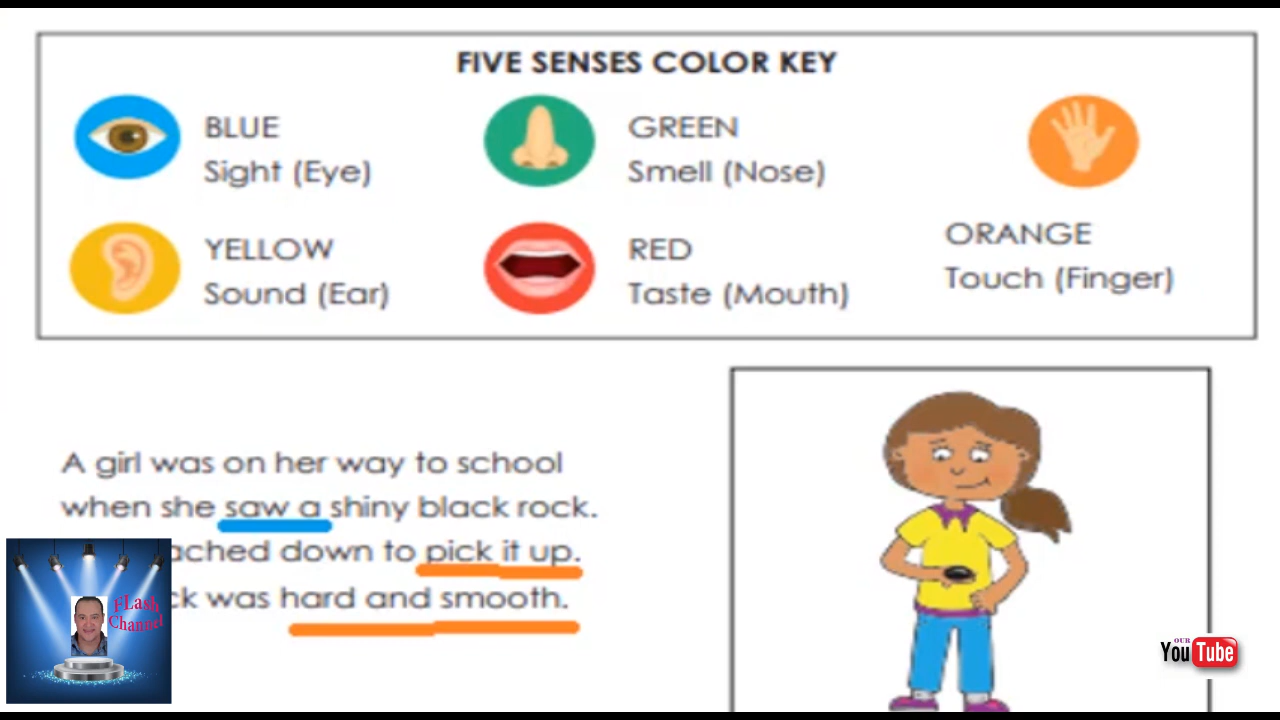 FIVE SENSES COLOR KEY
BLUE
Sight (Eye)
GREEN
Smell (Nose)
YELLOW
Sound (Ear)
RED
Taste (Mouth)
ORANGE
Touch (Finger)
A girl was on her way to school
when she saw a shiny black rock.
ached down to pick it up.
ck was hard and smooth.
FLash
Channel
OUR
YouTube